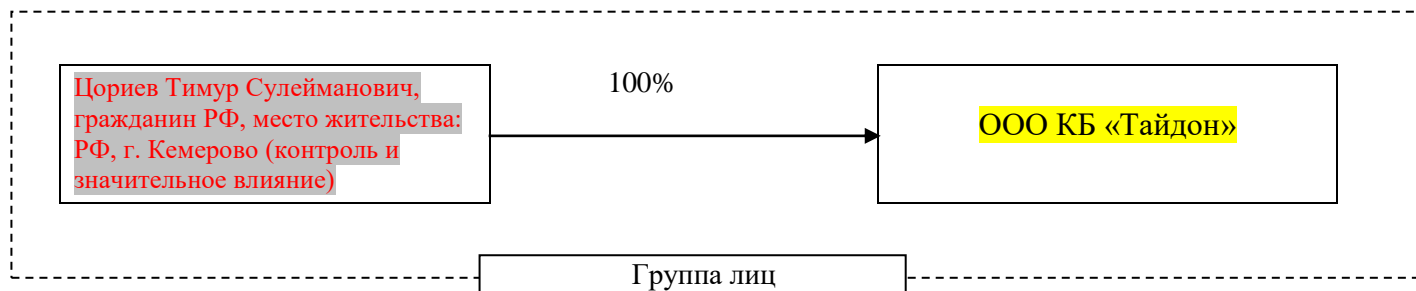 Цориев Тимур Сулейманович,
гражданин РФ, место жительства:
РФ, г. Кемерово (контроль и
значительное влияние)
100%
ООО КБ «Тайдон»
Группа лиц